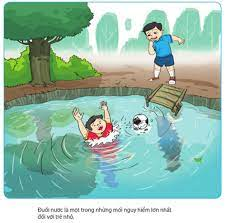 Đuối nước là một trong những mối nguy hiểm lớn nhất
đối với trẻ nhỏ.